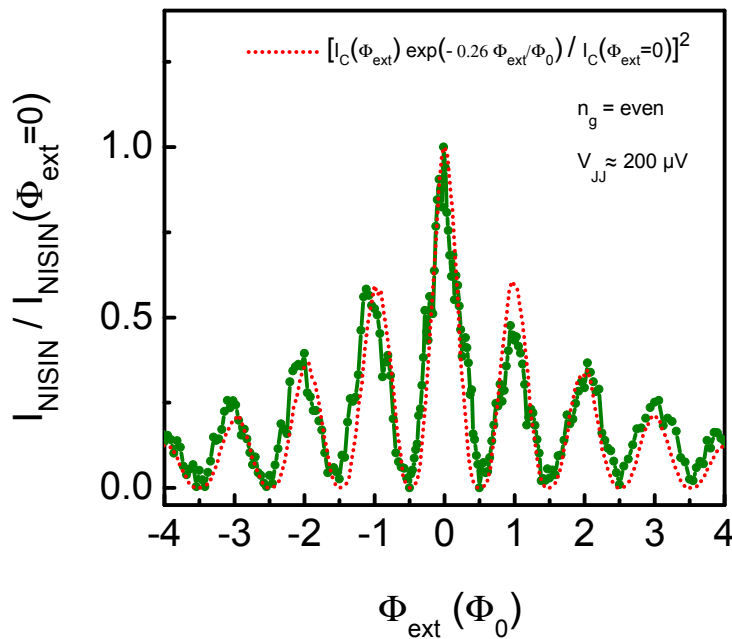 [I_C(Φ_ext) exp(- 0.26 Φ_ext/Φ_0) / I_C(Φ_ext=0)]^2
n_g = even
V_JJ ≈ 200 µV
I_NISIN / I_NISIN(Φ_ext=0)
1.0
0.5
0.0
-4 -3 -2 -1 0 1 2 3 4
Φ_ext (Φ_0)